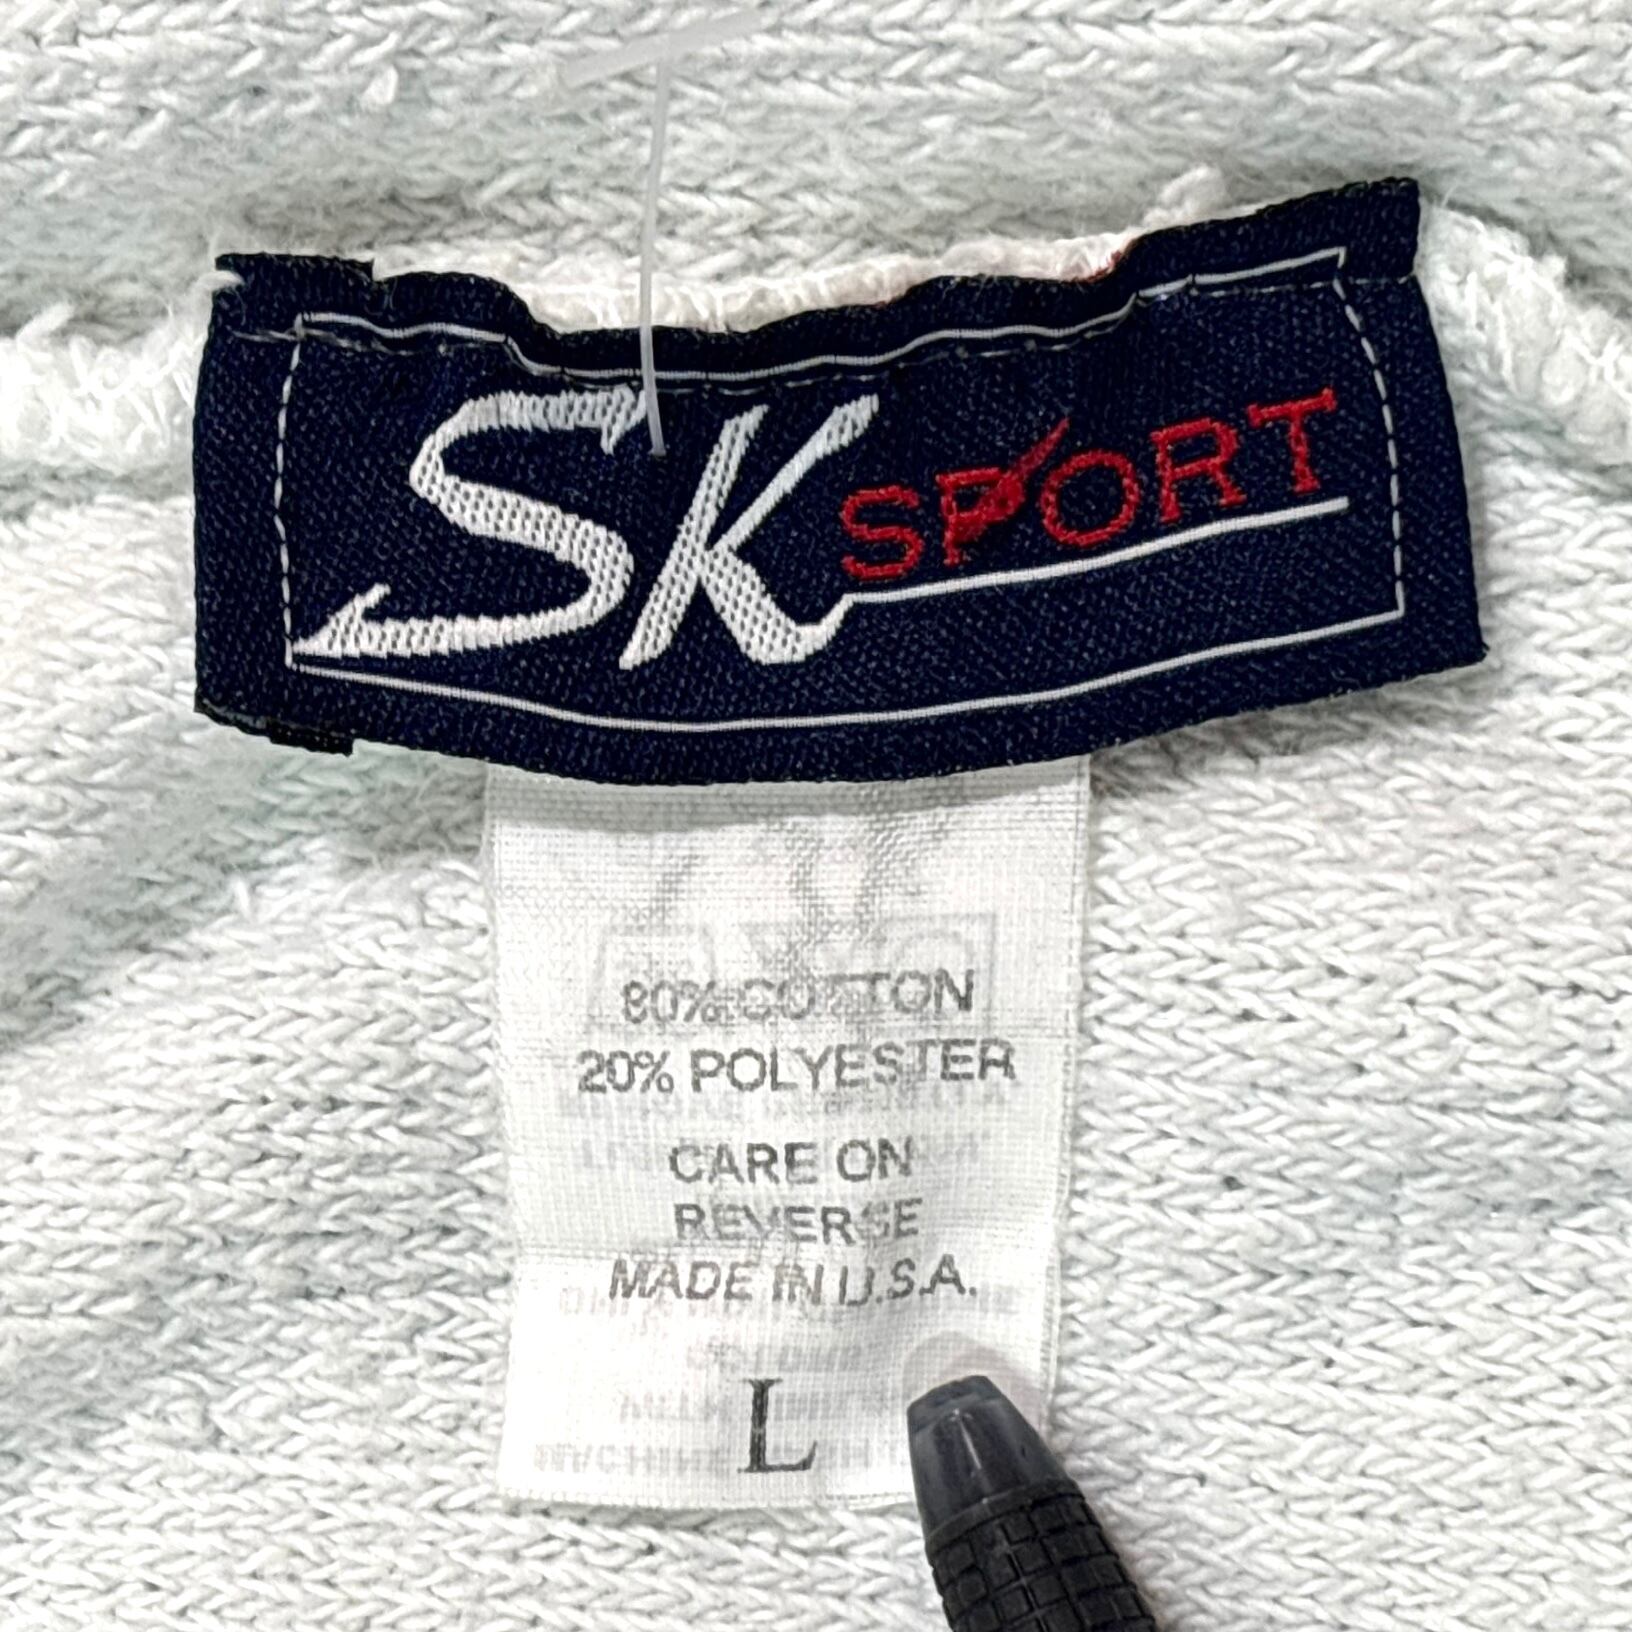 SK SPORT
80% COTTON
20% POLYESTER
CARE ON
REVERSE
MADE IN U.S.A.
L